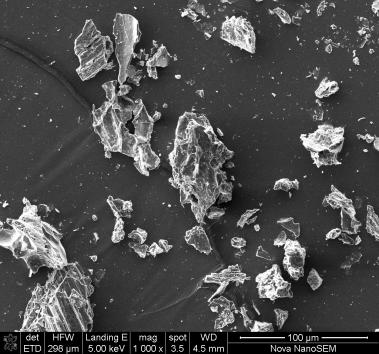 det HFW Landing E mag spot WD 100 µm
ETD 298 µm 5.00 keV 1 000 x 3.5 4.5 mm Nova NanoSEM